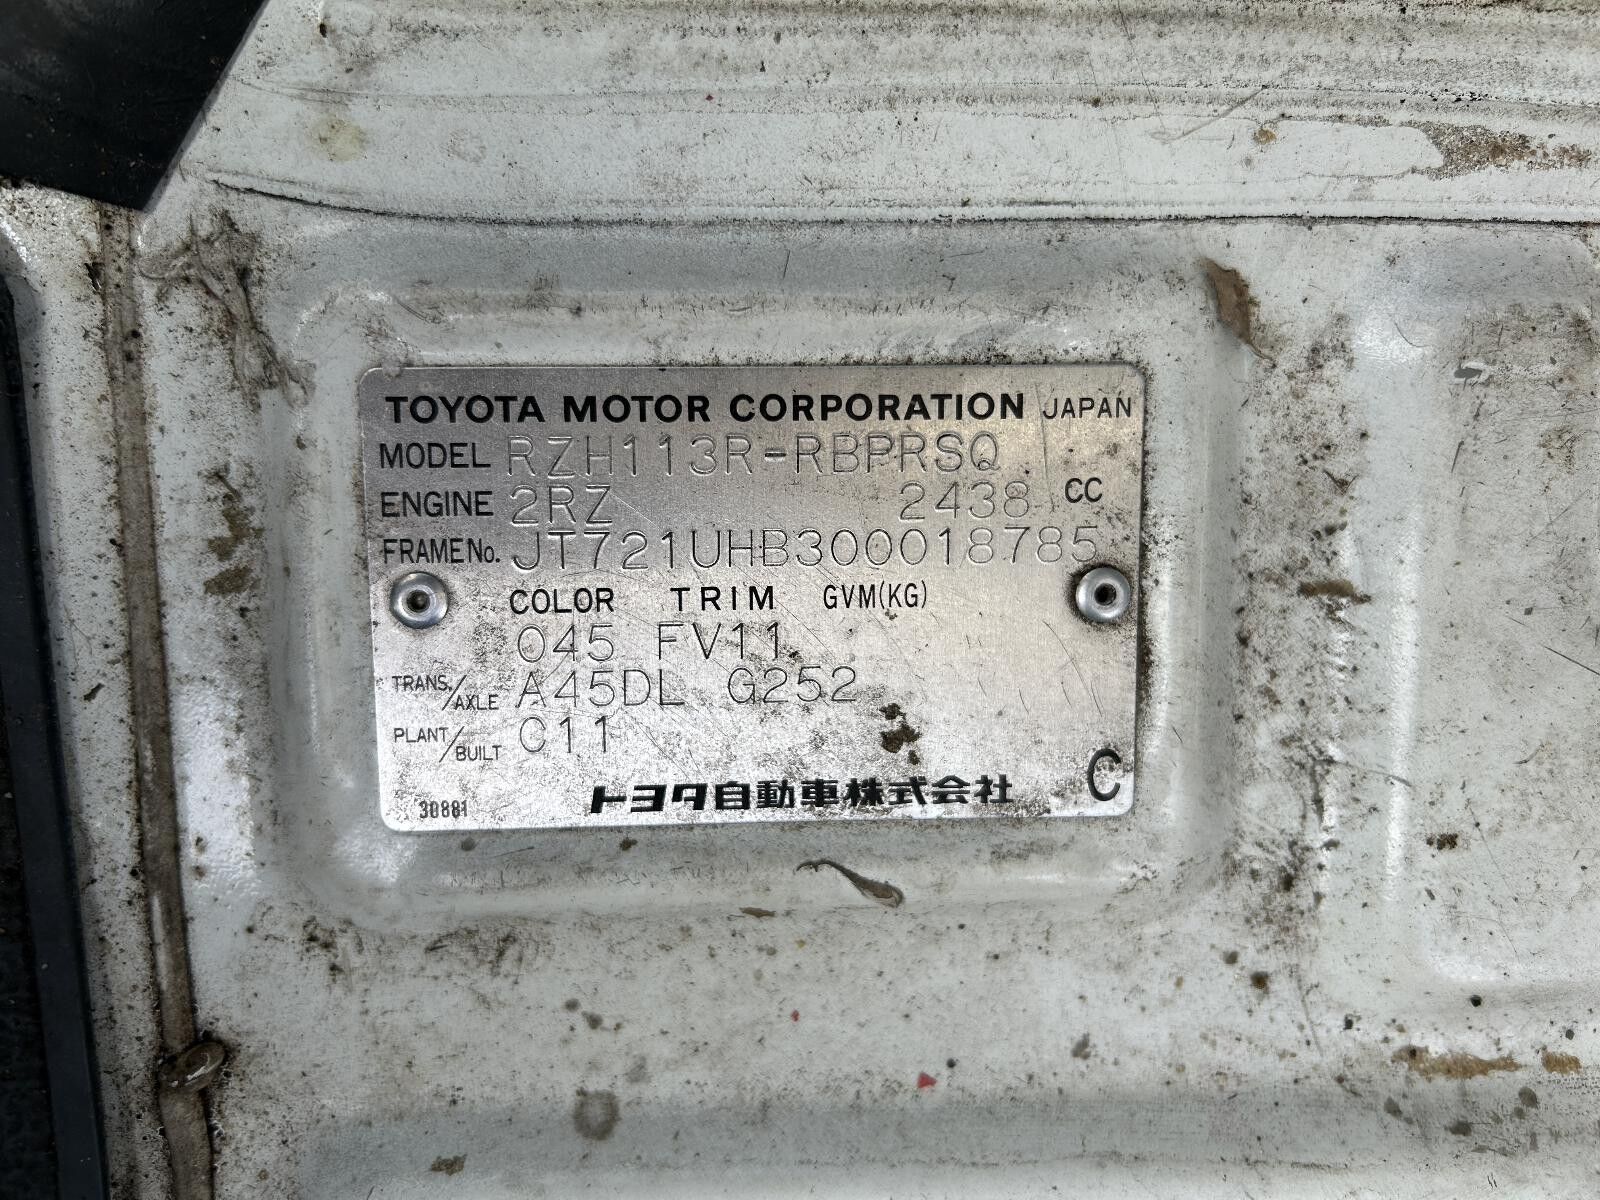 TOYOTA MOTOR CORPORATION JAPAN
MODEL RZH113R-RBPRSQ
ENGINE 2RZ 2438 CC
FRAME No. JT721UHB300018785
COLOR TRIM GVM(KG)
045 FV11
TRANS./AXLE A45DL G252
PLANT/BUILT C11
トヨタ自動車株式会社 C
30881